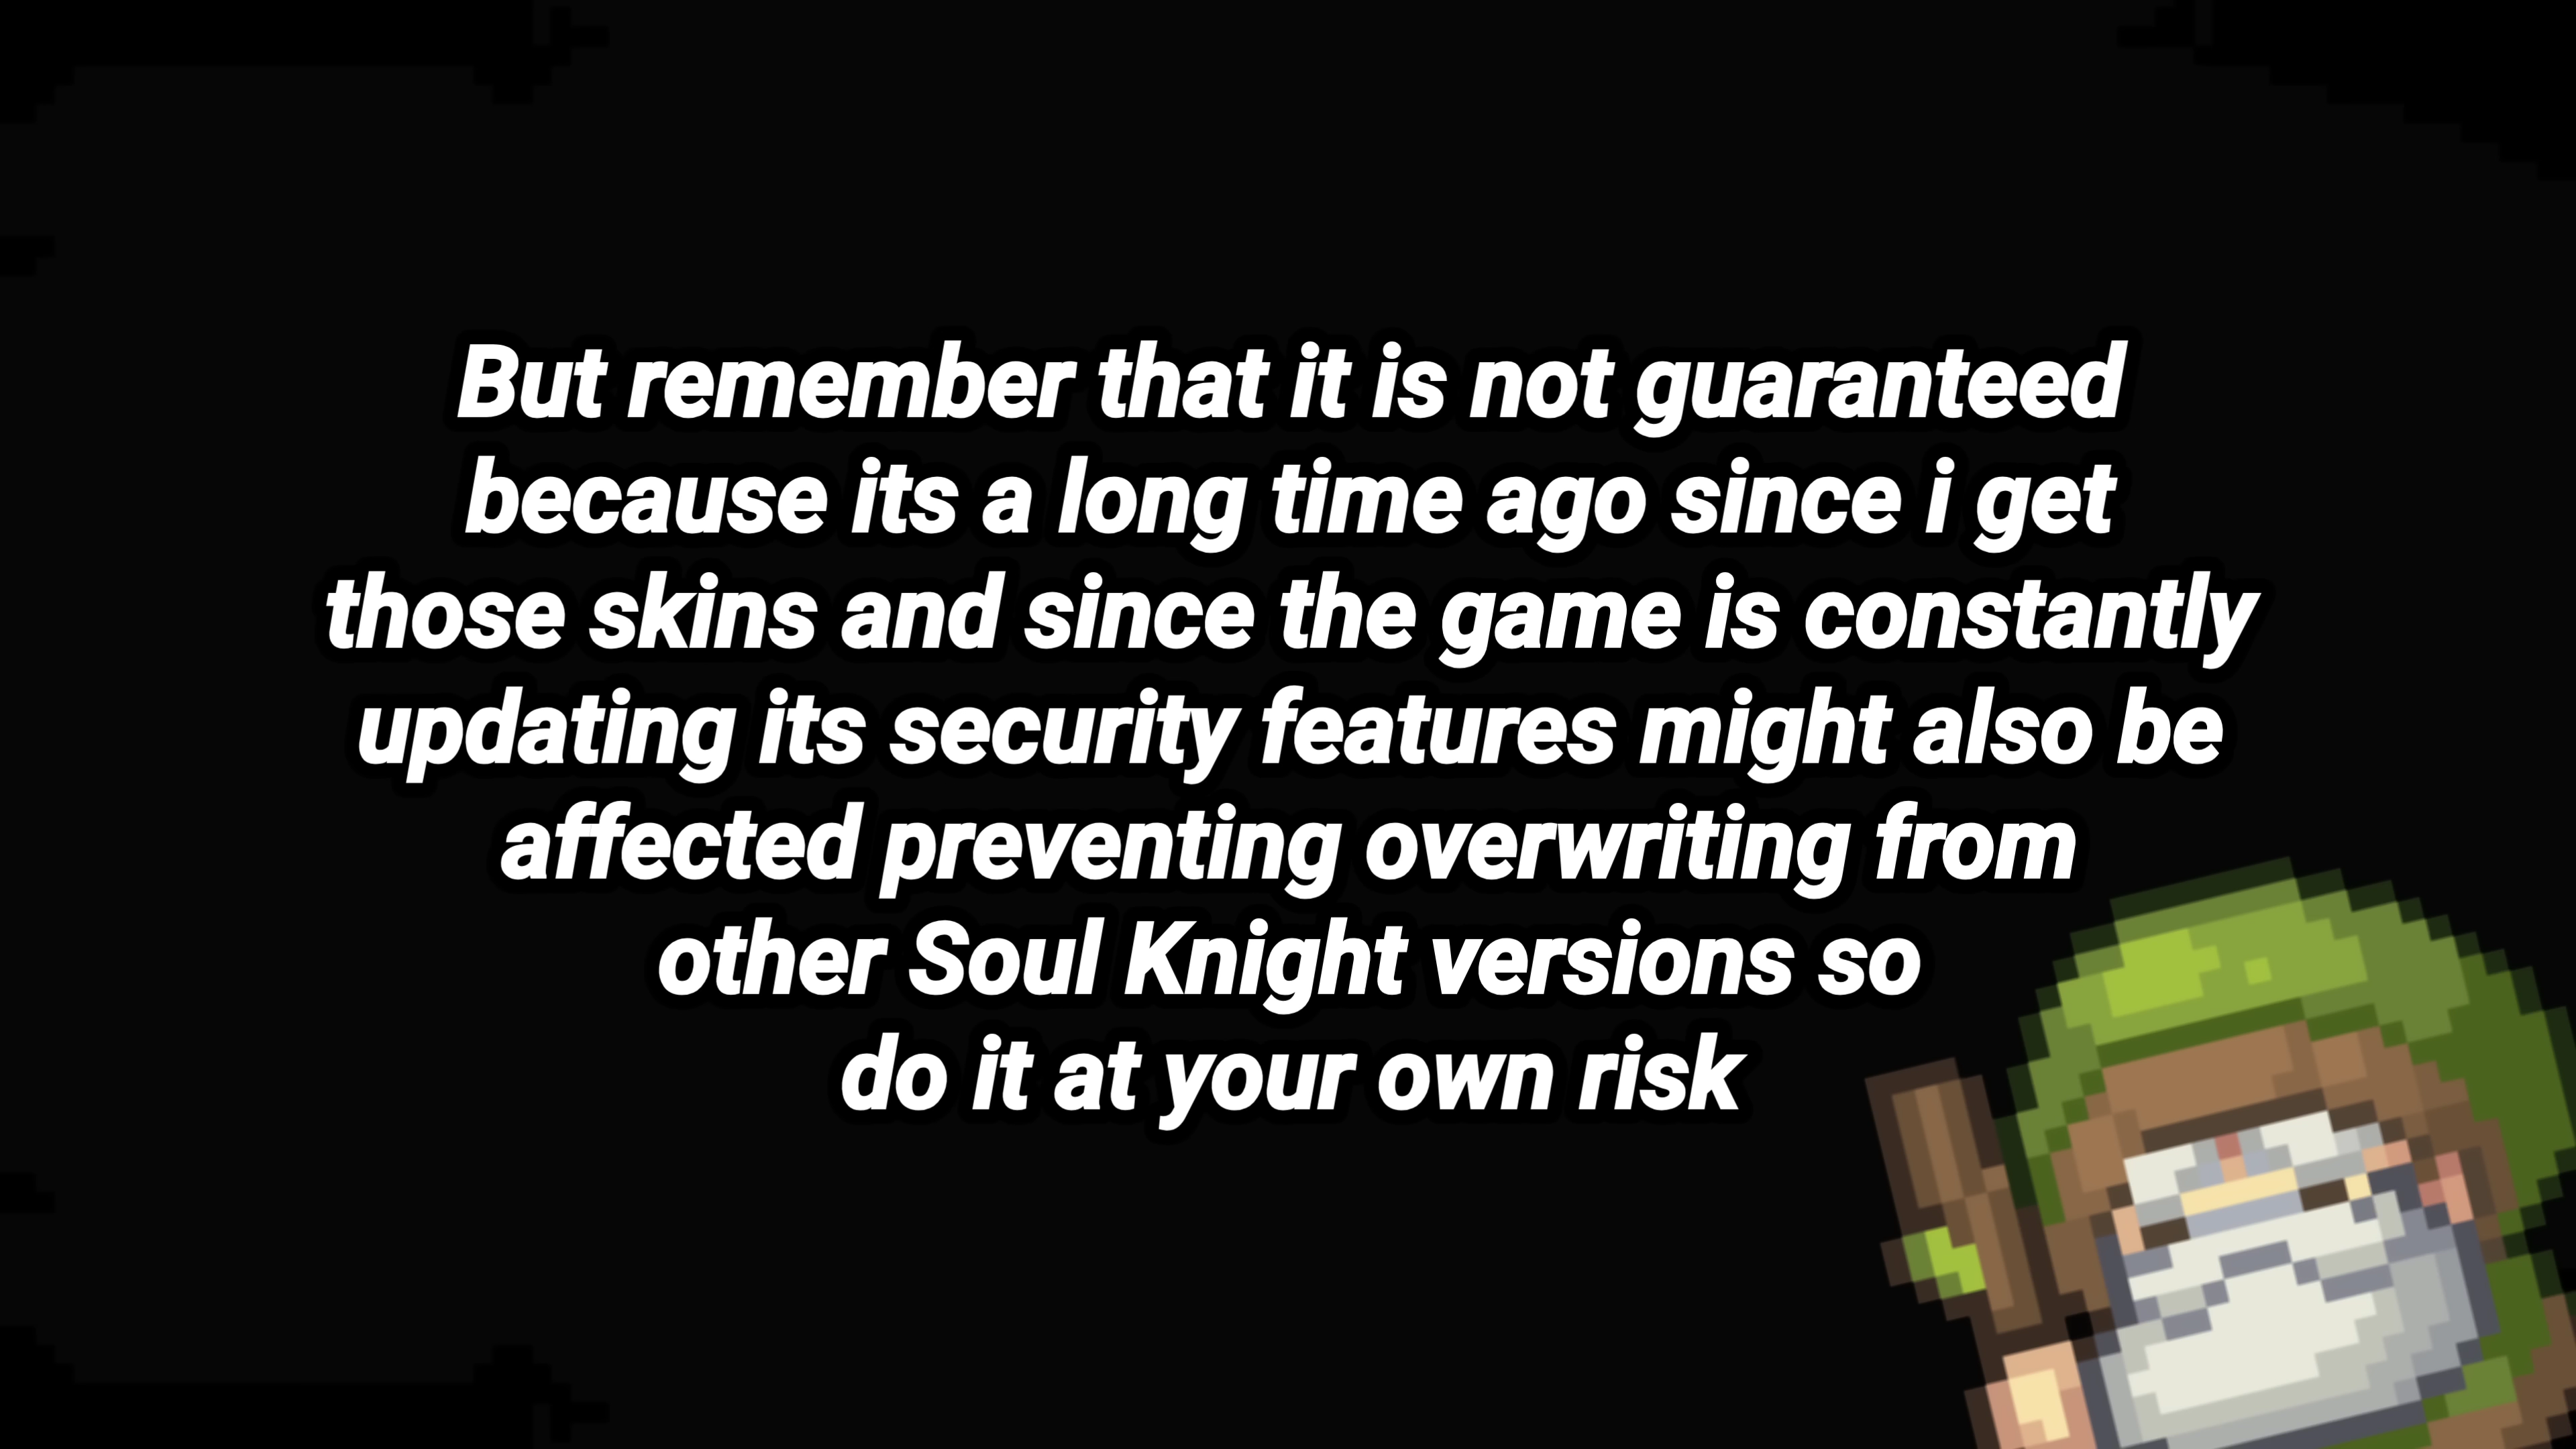 But remember that it is not guaranteed
because its a long time ago since i get
those skins and since the game is constantly
updating its security features might also be
affected preventing overwriting from
other Soul Knight versions so
do it at your own risk